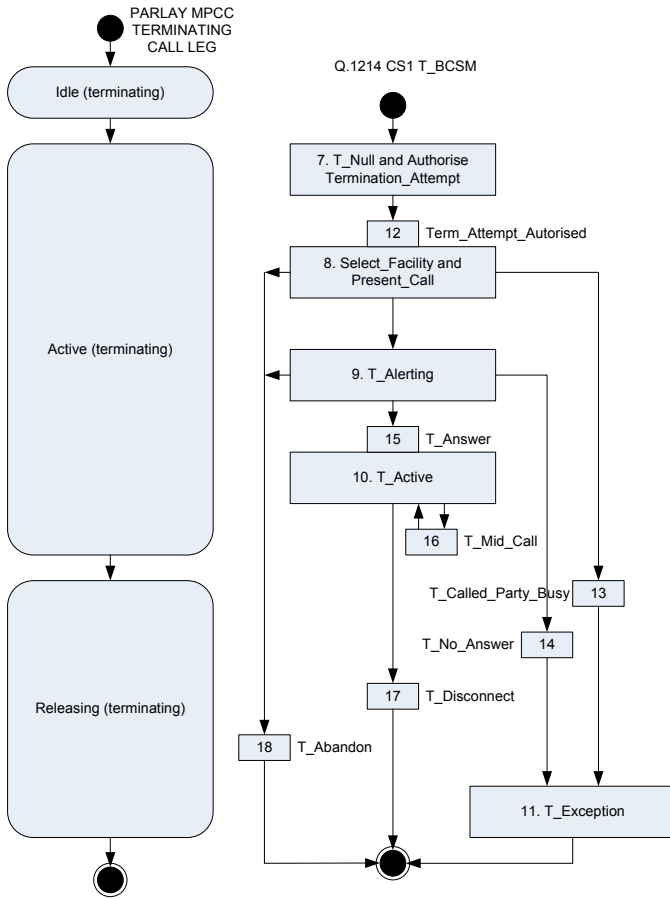 PARLAY MPCC
TERMINATING
CALL LEG
Idle (terminating)
Active (terminating)
Releasing (terminating)
Q.1214 CS1 T_BCSM
7. T_Null and Authorise
Termination_Attempt
12
Term_Attempt_Autorised
8. Select_Facility and
Present_Call
9. T_Alerting
15
T_Answer
10. T_Active
16
T_Mid_Call
T_Called_Party_Busy
13
T_No_Answer
14
17
T_Disconnect
18
T_Abandon
11. T_Exception